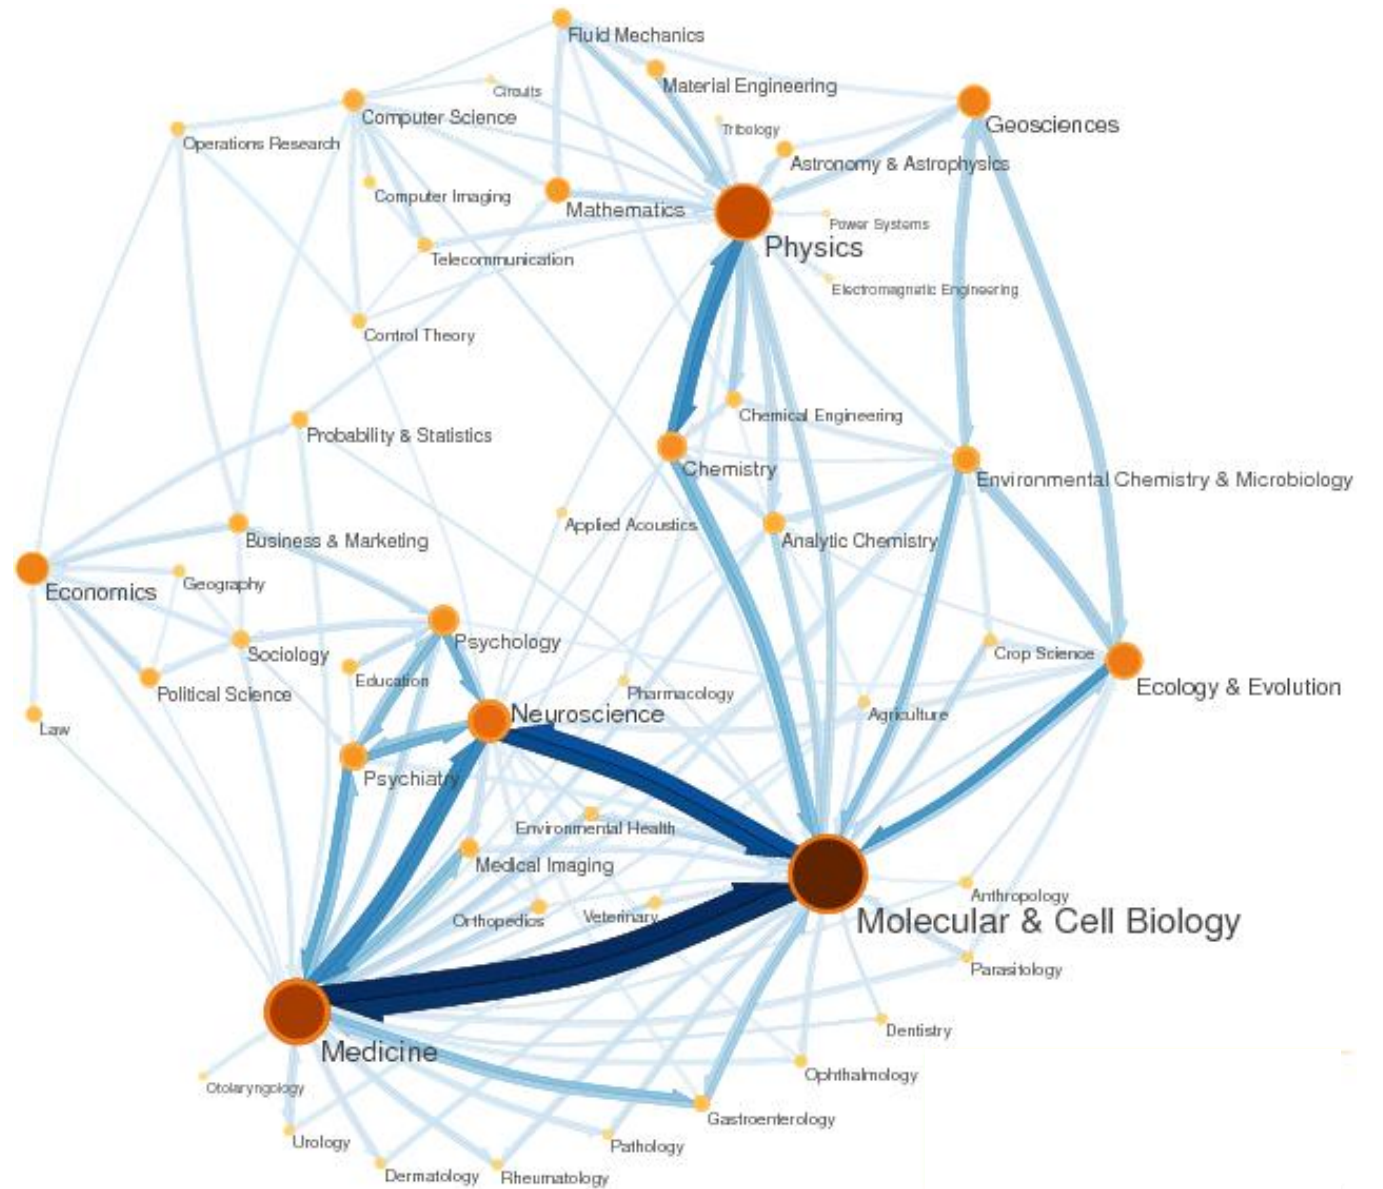 Fluid Mechanics
Circuits
Material Engineering
Computer Science
Tribology
Geosciences
Operations Research
Astronomy & Astrophysics
Computer Imaging
Mathematics
Power Systems
Physics
Telecommunication
Electromagnetic Engineering
Control Theory
Chemical Engineering
Probability & Statistics
Chemistry
Environmental Chemistry & Microbiology
Applied Acoustics
Business & Marketing
Analytic Chemistry
Geography
Economics
Psychology
Sociology
Crop Science
Education
Ecology & Evolution
Political Science
Pharmacology
Neuroscience
Agriculture
Law
Psychiatry
Environmental Health
Medical Imaging
Anthropology
Orthopedics
Veterinary
Molecular & Cell Biology
Parasitology
Dentistry
Medicine
Ophthalmology
Otolaryngology
Gastroenterology
Urology
Pathology
Dermatology
Rheumatology